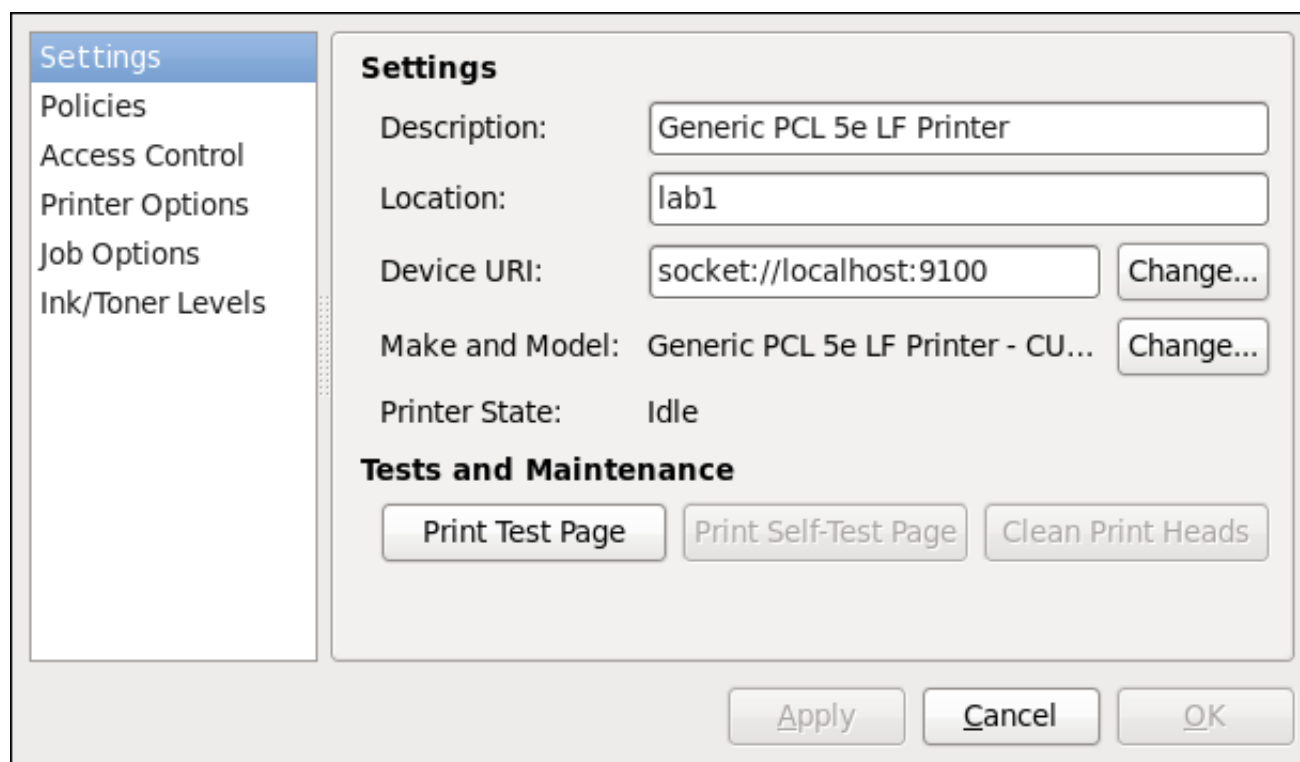 Settings
Policies
Access Control
Printer Options
Job Options
Ink/Toner Levels
Settings
Description: Generic PCL 5e LF Printer
Location: lab1
Device URI: socket://localhost:9100 Change...
Make and Model: Generic PCL 5e LF Printer - CU... Change...
Printer State: Idle
Tests and Maintenance
Print Test Page Print Self-Test Page Clean Print Heads
Apply Cancel OK